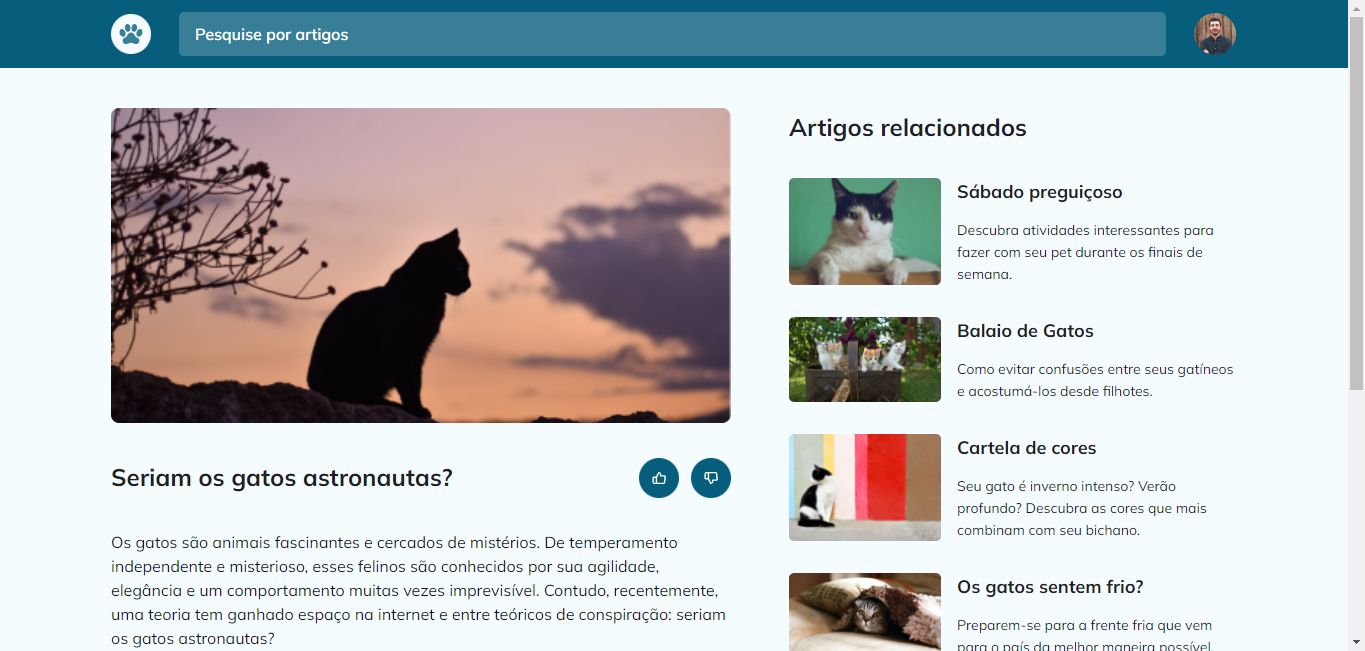 Pesquise por artigos
Seriam os gatos astronautas?
Os gatos são animais fascinantes e cercados de mistérios. De temperamento
independente e misterioso, esses felinos são conhecidos por sua agilidade,
elegância e um comportamento muitas vezes imprevisível. Contudo, recentemente,
uma teoria tem ganhado espaço na internet e entre teóricos de conspiração: seriam
os gatos astronautas?
Artigos relacionados
Sábado preguiçoso
Descubra atividades interessantes para
fazer com seu pet durante os finais de
semana.
Balaio de Gatos
Como evitar confusões entre seus gatíneos
e acostumá-los desde filhotes.
Cartela de cores
Seu gato é inverno intenso? Verão
profundo? Descubra as cores que mais
combinam com seu bichano.
Os gatos sentem frio?
Preparem-se para a frente fria que vem
para o país da melhor maneira possível.